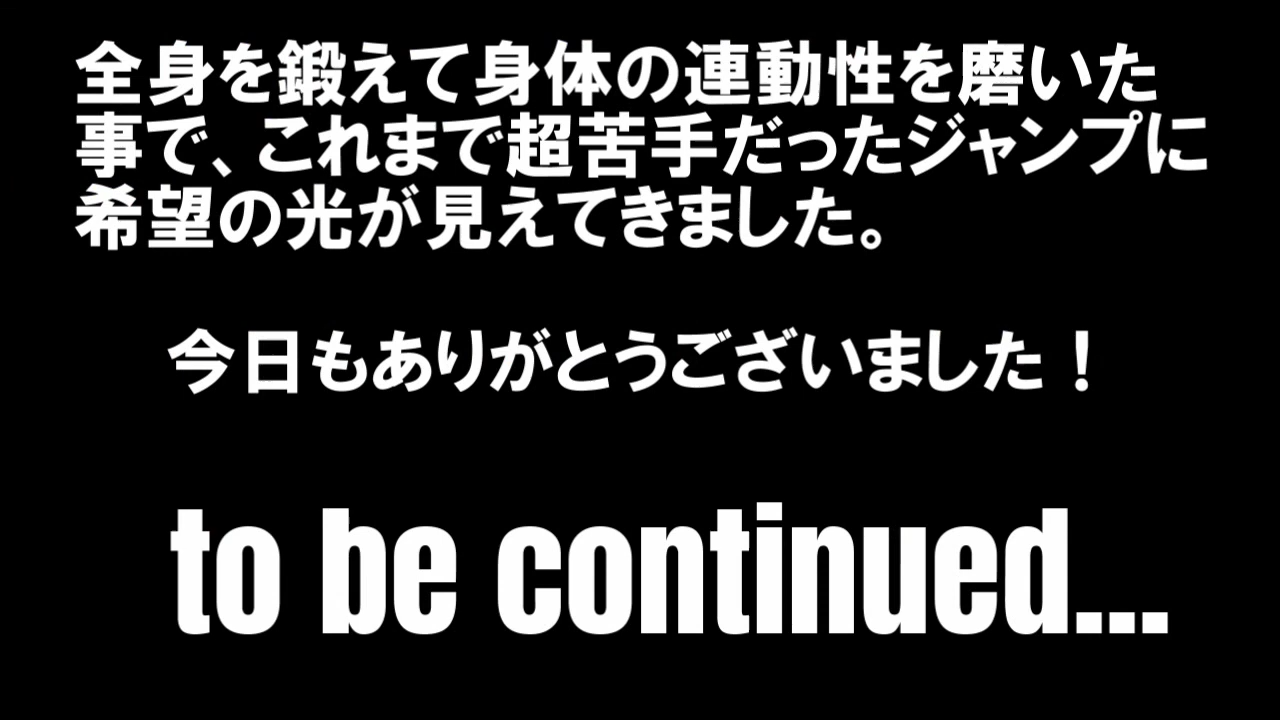 全身を鍛えて身体の連動性を磨いた
事で、これまで超苦手だったジャンプに
希望の光が見えてきました。
今日もありがとうございました！
to be continued...